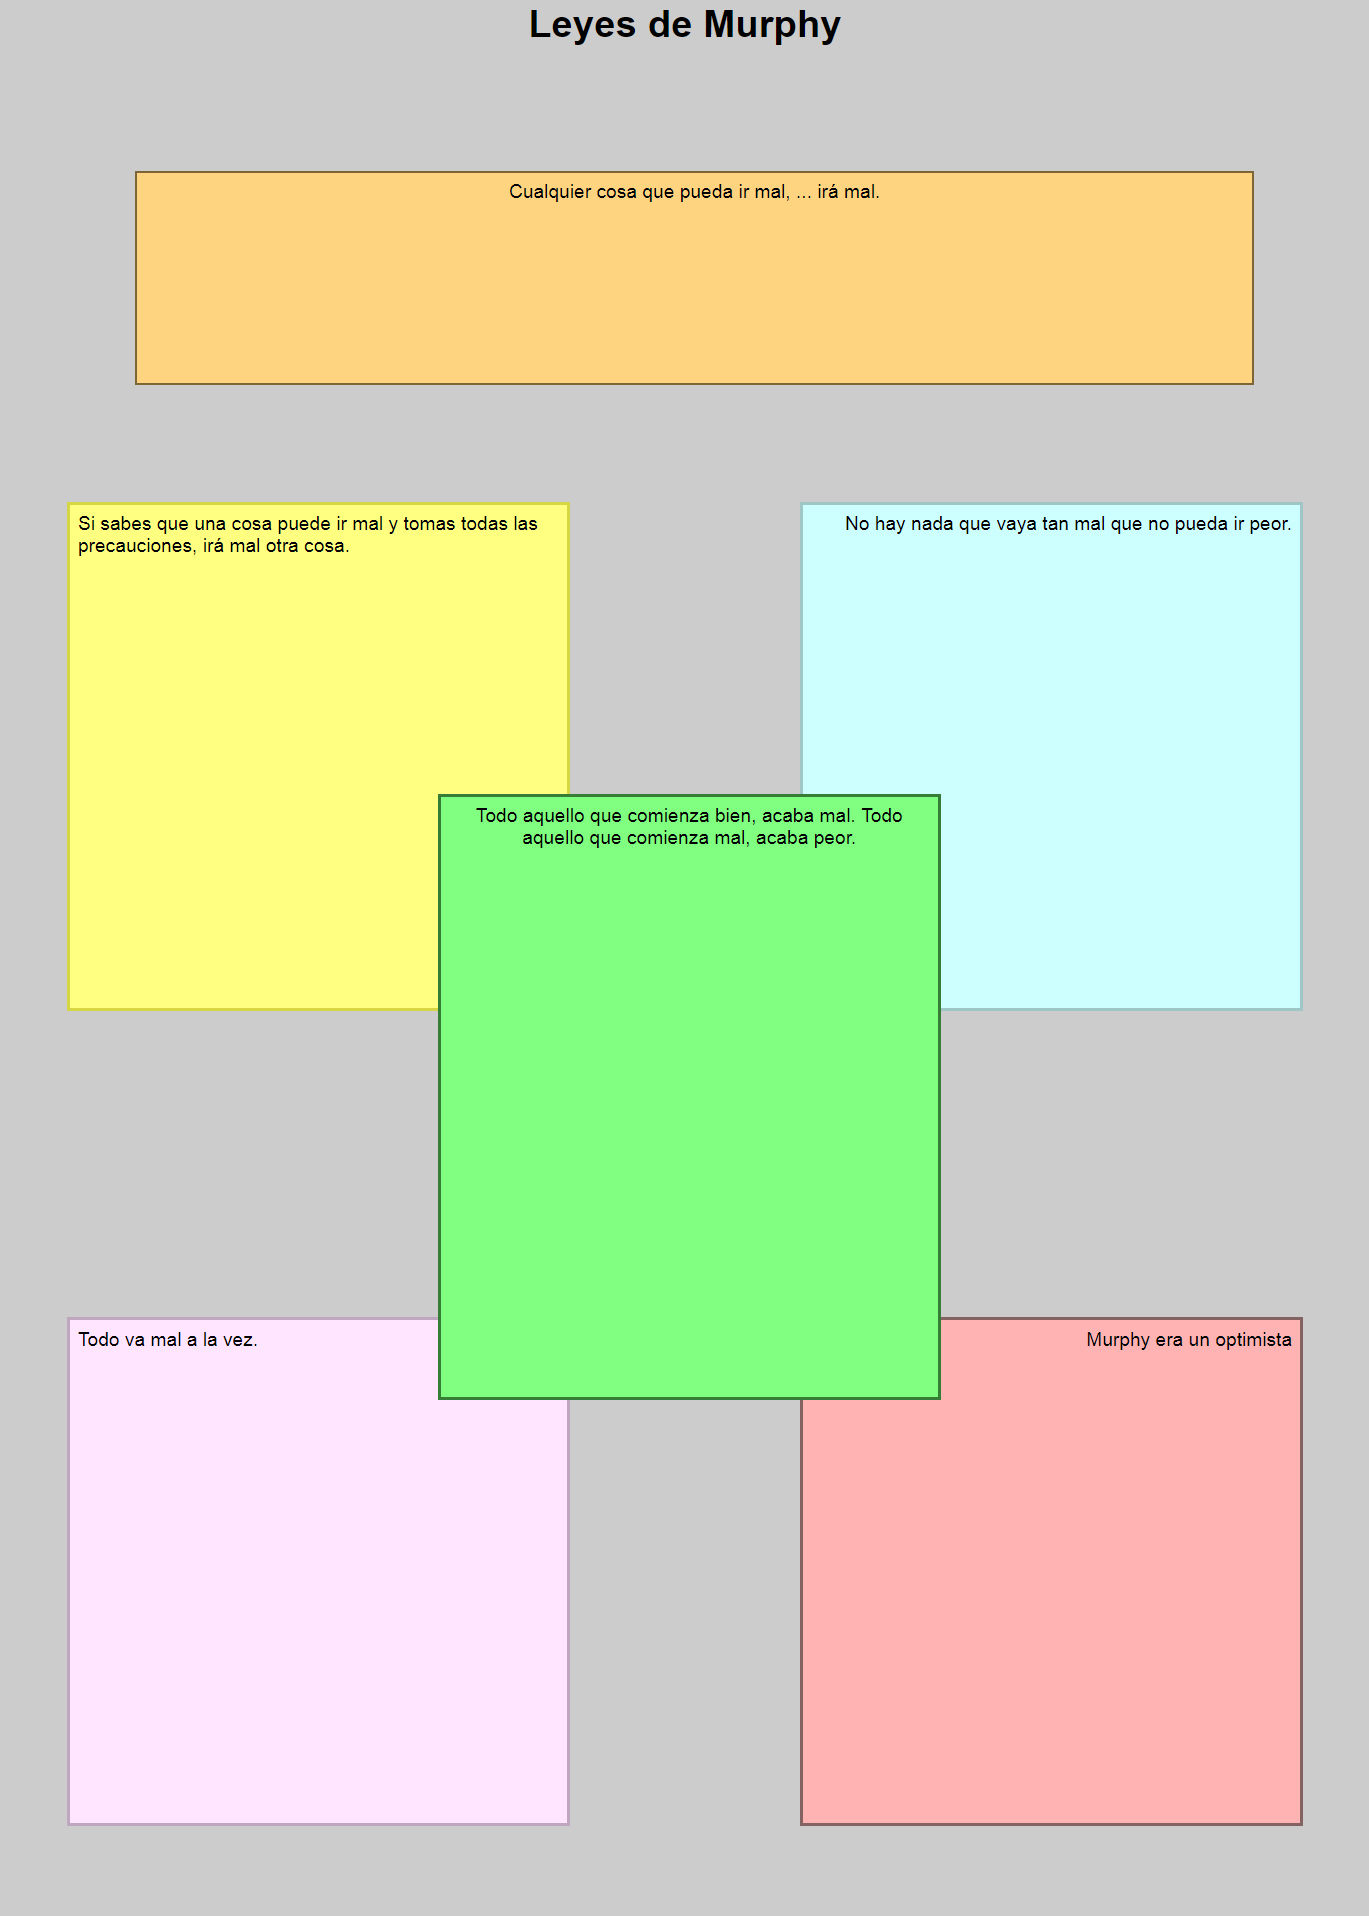 Leyes de Murphy
Cualquier cosa que pueda ir mal, ... irá mal.
Si sabes que una cosa puede ir mal y tomas todas las
precauciones, irá mal otra cosa.
No hay nada que vaya tan mal que no pueda ir peor.
Todo aquello que comienza bien, acaba mal. Todo
aquello que comienza mal, acaba peor.
Todo va mal a la vez.
Murphy era un optimista